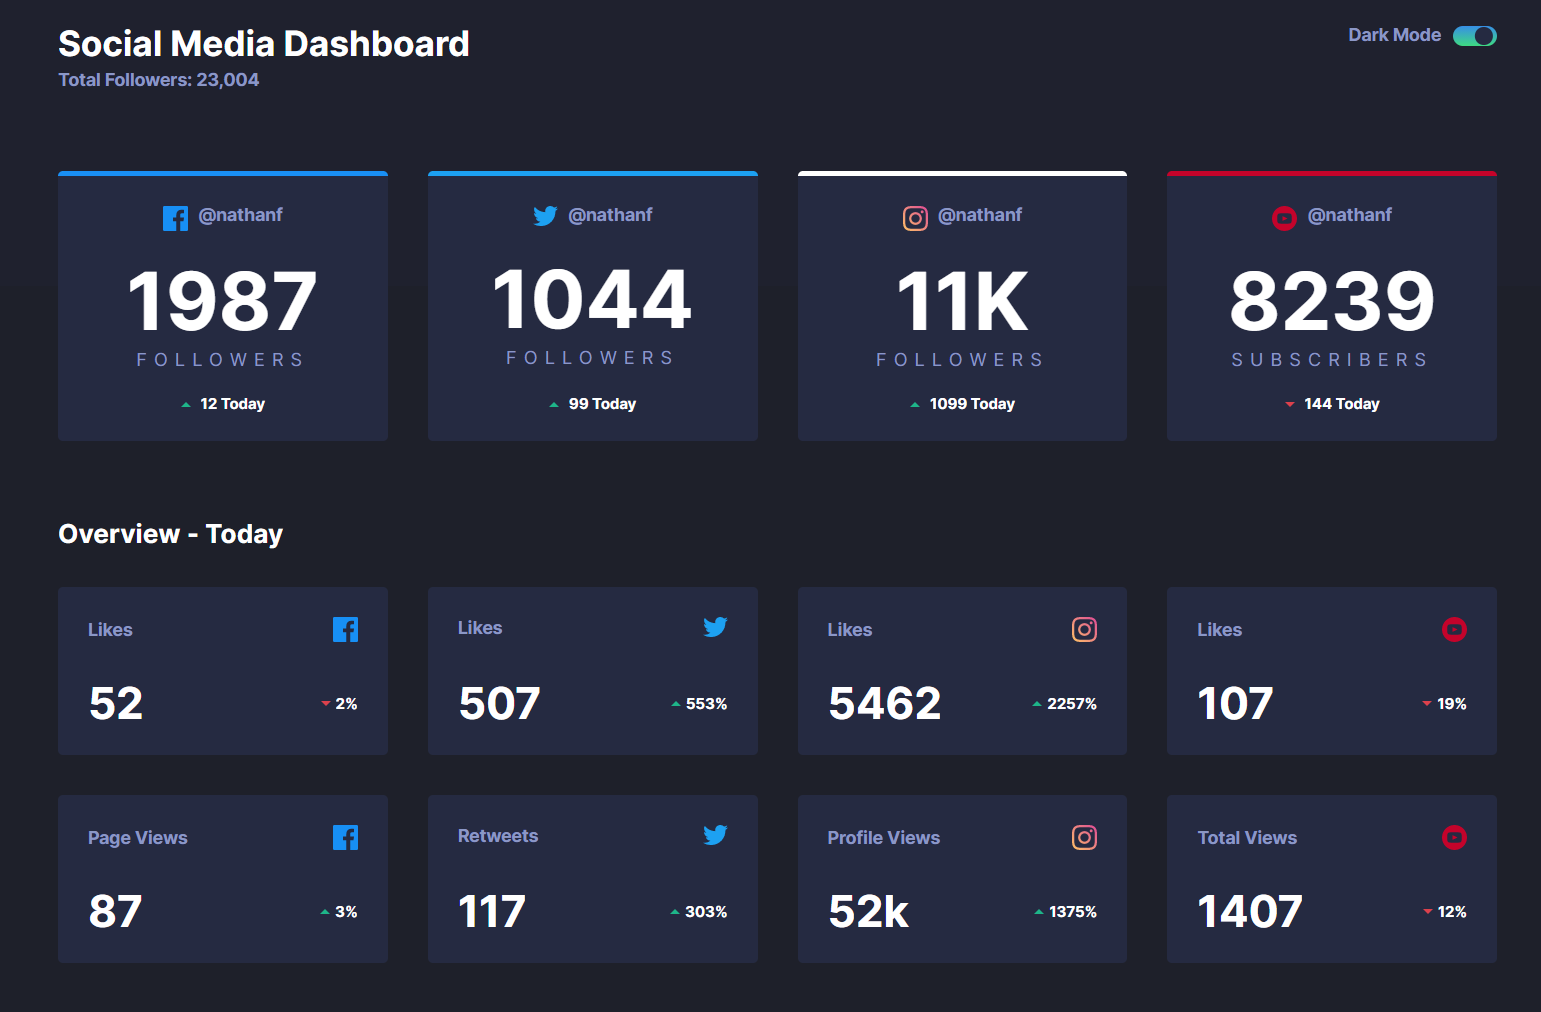 Social Media Dashboard
Total Followers: 23,004
Dark Mode
@nathanf
1987
FOLLOWERS
12 Today
@nathanf
1044
FOLLOWERS
99 Today
@nathanf
11K
FOLLOWERS
1099 Today
@nathanf
8239
SUBSCRIBERS
144 Today
Overview - Today
Likes
52
2%
Likes
507
553%
Likes
5462
2257%
Likes
107
19%
Page Views
87
3%
Retweets
117
303%
Profile Views
52k
1375%
Total Views
1407
12%